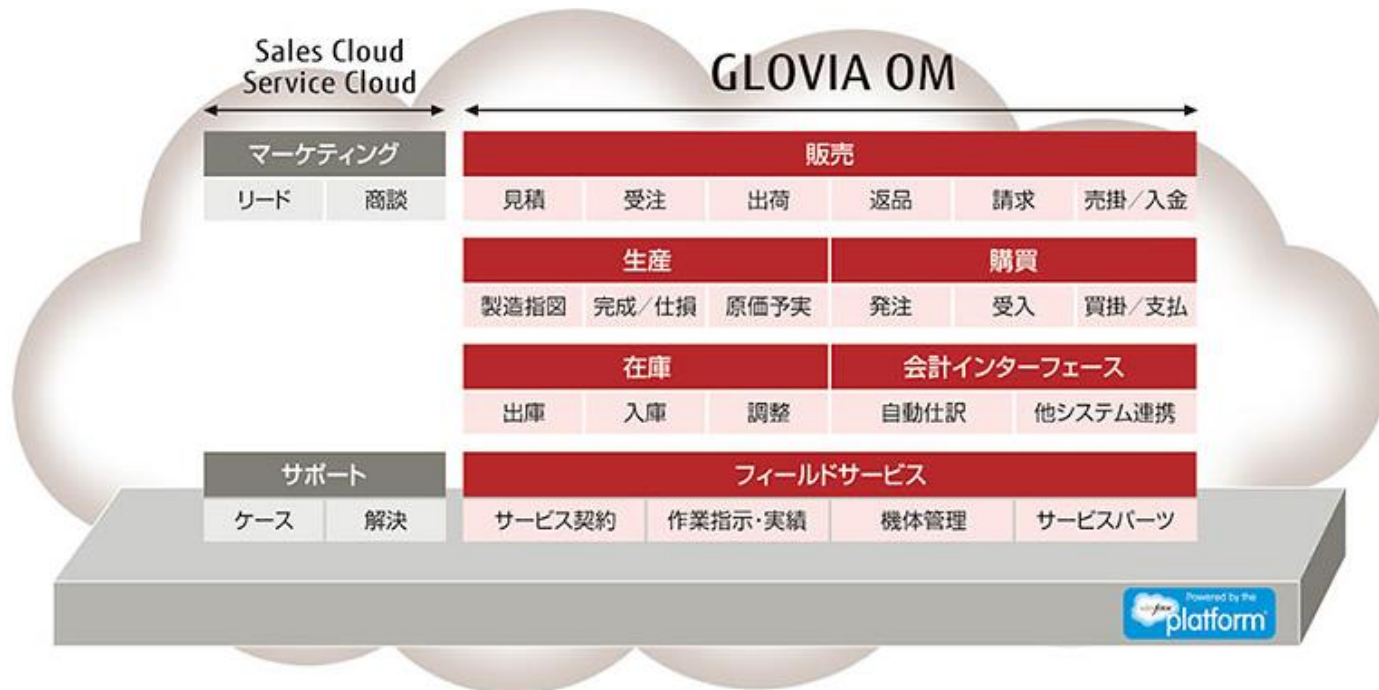 Sales Cloud
Service Cloud
GLOVIA OM
マーケティング
販売
リード 商談
見積 受注 出荷 返品 請求 売掛／入金
生産 購買
製造指図 完成／仕損 原価予実 発注 受入 買掛／支払
在庫 会計インターフェース
出庫 入庫 調整 自動仕訳 他システム連携
サポート
フィールドサービス
ケース 解決
サービス契約 作業指示・実績 機体管理 サービスパーツ
Powered by the
platform